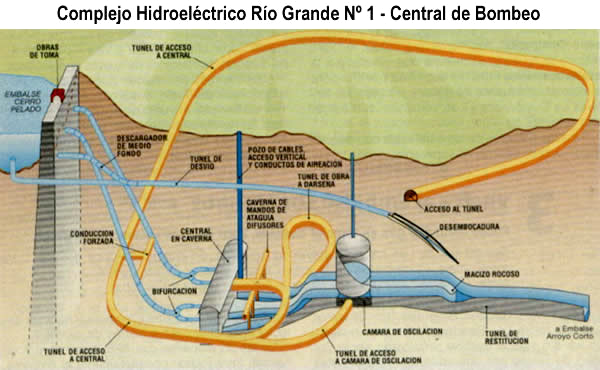 Complejo Hidroeléctrico Río Grande Nº 1 - Central de Bombeo
OBRAS
DE TOMA
TUNEL DE ACCESO
A CENTRAL
EMBALSE
CERRO
PELADO
DESCARGADOR
DE MEDIO
FONDO
TUNEL DE
DESVIO
POZO DE CABLES,
ACCESO VERTICAL
Y CONDUCTOS DE AIREACION
TUNEL DE OBRA
A DARSENA
CAVERNA DE
MANDOS DE
ATAGUIA
DIFUSORES
ACCESO AL TUNEL
DESEMBOCADURA
CONDUCCION
FORZADA
CENTRAL
EN CAVERNA
BIFURCACION
MACIZO ROCOSO
TUNEL DE ACCESO
A CENTRAL
CAMARA DE OSCILACION
TUNEL DE ACCESO
A CAMARA DE OSCILACION
TUNEL DE
RESTITUCION
a Embalse
Arroyo Corto